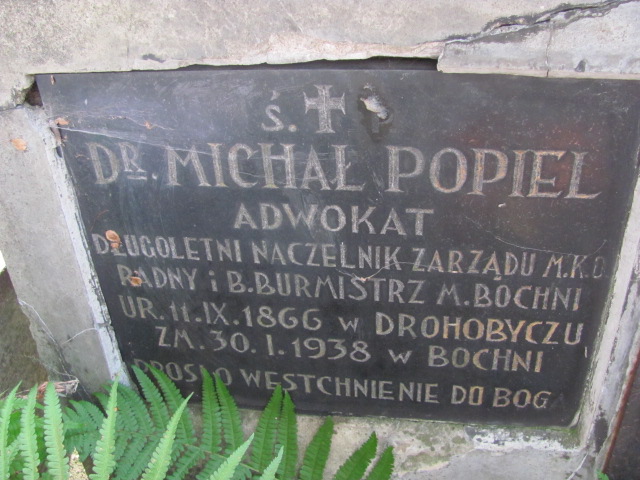 Ś. ✝ P
DR. MICHAŁ POPIEL
ADWOKAT
DŁUGOLETNI NACZELNIK ZARZĄDU M.K.O.
RADNY i B.BURMISTRZ M.BOCHNI
UR. 11.IX.1866 w DROHOBYCZU
ZM. 30.I.1938 w BOCHNI
PROSI O WESTCHNIENIE DO BOGA